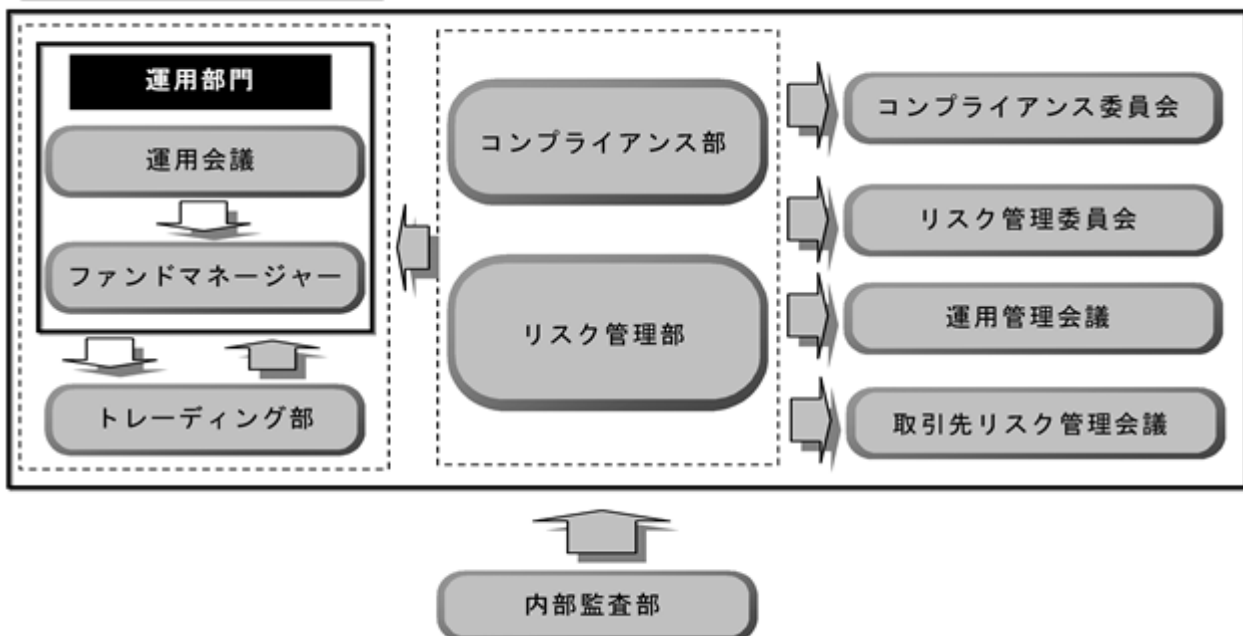 運用部門
運用会議
ファンドマネージャー
トレーディング部
コンプライアンス部
リスク管理部
コンプライアンス委員会
リスク管理委員会
運用管理会議
取引先リスク管理会議
内部監査部